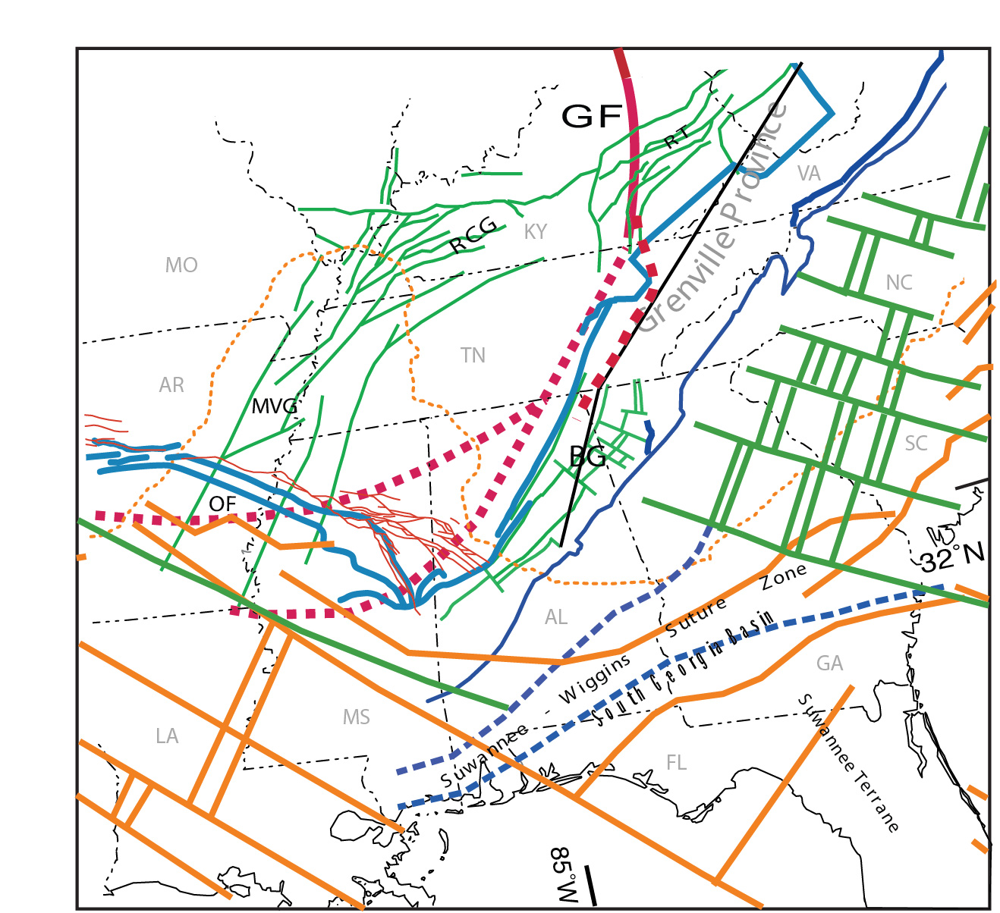 GF
RT
Grenville Province
VA
RCG
KY
MO
NC
TN
AR
MVG
SC
BG
OF
32°N
Zone
Suture
AL
South Georgia Basin
GA
Wiggins
MS
LA
Suwannee
FL
Suwannee Terrane
85°W